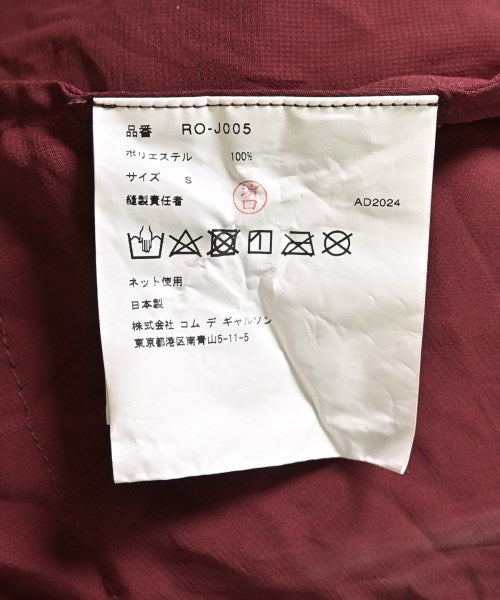 品番 RO-J005
ポリエステル 100%
サイズ S
縫製責任者 溝口 AD2024
ネット使用
日本製
株式会社 コム デ ギャルソン
東京都港区南青山5-11-5